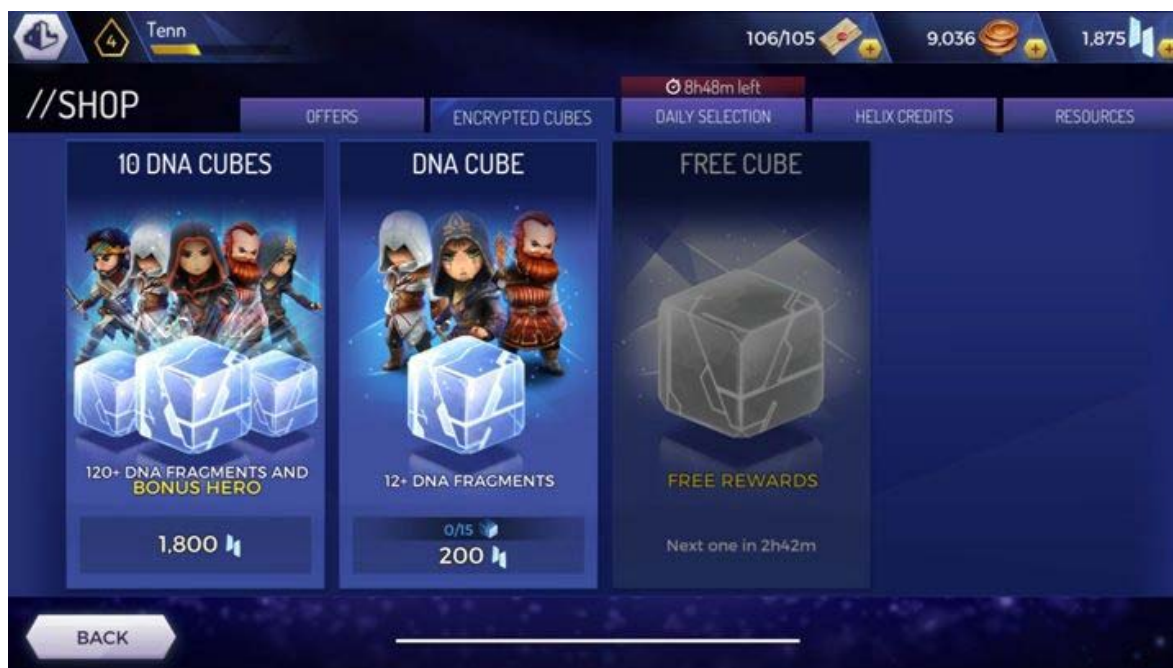 4
Tenn
106/105
9,036
1,875
//SHOP
8h48m left
OFFERS
ENCRYPTED CUBES
DAILY SELECTION
HELIX CREDITS
RESOURCES
10 DNA CUBES
120+ DNA FRAGMENTS AND
BONUS HERO
1,800
DNA CUBE
12+ DNA FRAGMENTS
0/15
200
FREE CUBE
FREE REWARDS
Next one in 2h42m
BACK